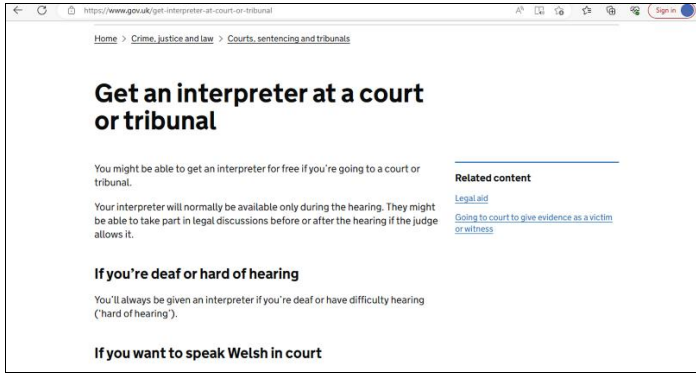 https://www.gov.uk/get-interpreter-at-court-or-tribunal
Sign in
Home > Crime, justice and law > Courts, sentencing and tribunals
Get an interpreter at a court
or tribunal
You might be able to get an interpreter for free if you're going to a court or
tribunal.
Your interpreter will normally be available only during the hearing. They might
be able to take part in legal discussions before or after the hearing if the judge
allows it.
If you're deaf or hard of hearing
You'll always be given an interpreter if you're deaf or have difficulty hearing
('hard of hearing').
If you want to speak Welsh in court
Related content
Legal aid
Going to court to give evidence as a victim
or witness